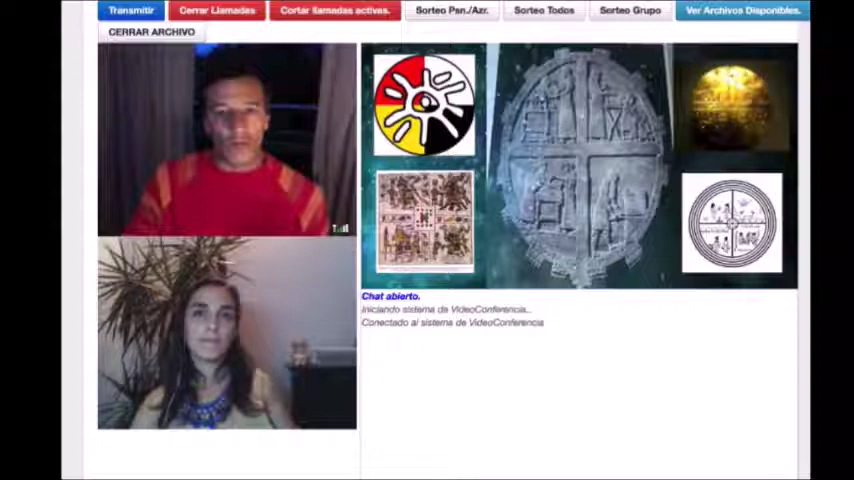 Transmitir
Cerrar Llamadas
Cortar llamadas activas.
Sorteo Psn./Azr.
Sorteo Todos
Sorteo Grupo
Ver Archivos Disponibles.
CERRAR ARCHIVO
Chat abierto.
Iniciando sistema de VideoConferencia...
Conectado al sistema de VideoConferencia